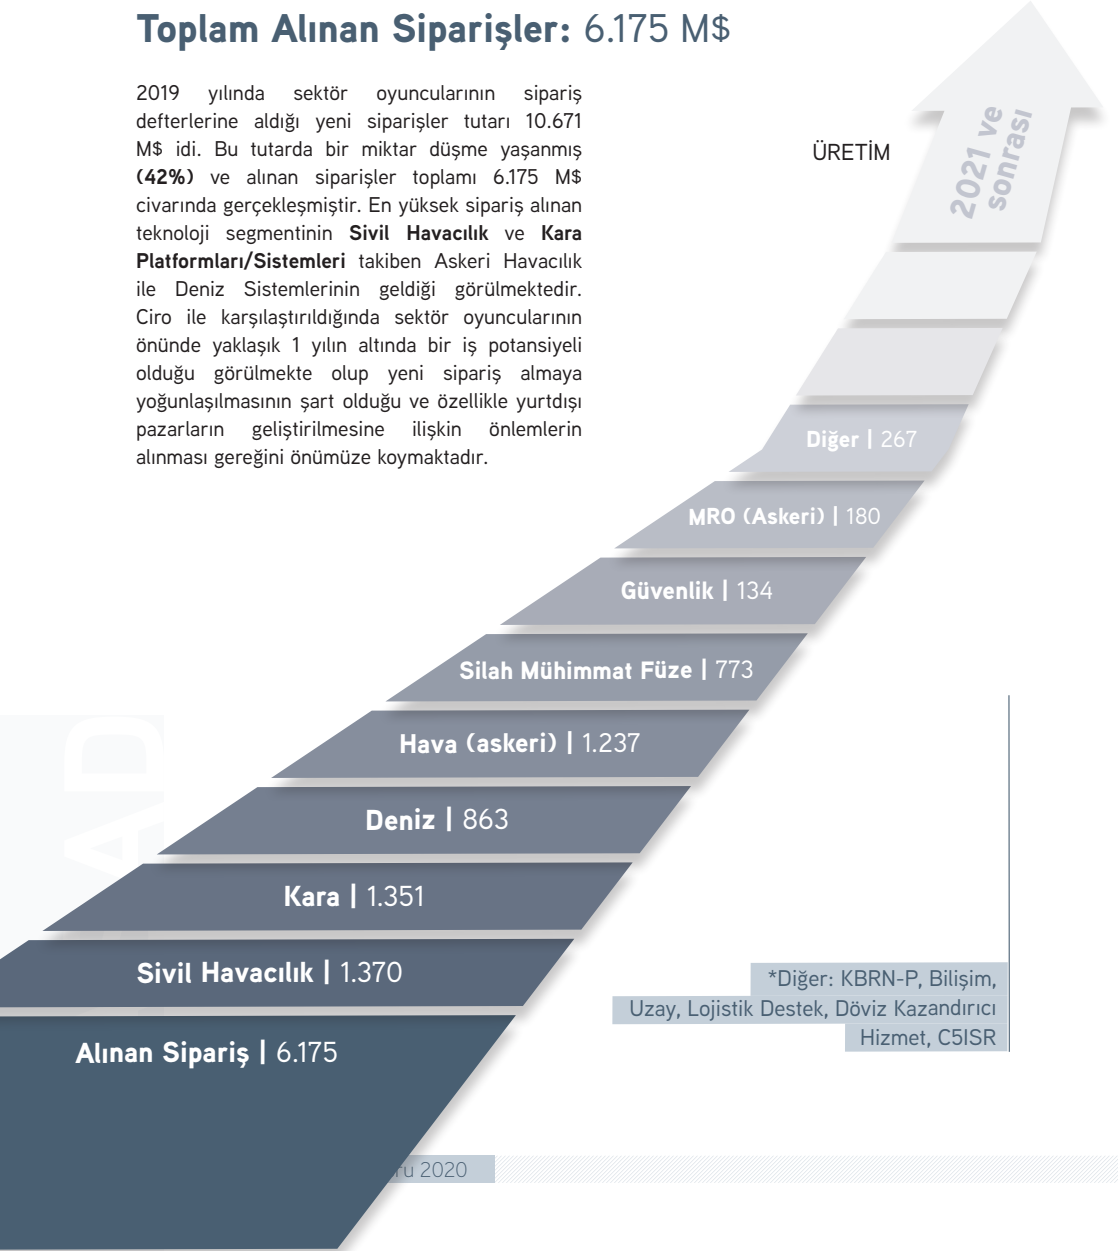 Toplam Alınan Siparişler: 6.175 M$
2019 yılında sektör oyuncularının sipariş
defterlerine aldığı yeni siparişler tutarı 10.671
M$ idi. Bu tutarda bir miktar düşme yaşanmış
(42%) ve alınan siparişler toplamı 6.175 M$
civarında gerçekleşmiştir. En yüksek sipariş alınan
teknoloji segmentinin Sivil Havacılık ve Kara
Platformları/Sistemleri takiben Askeri Havacılık
ile Deniz Sistemlerinin geldiği görülmektedir.
Ciro ile karşılaştırıldığında sektör oyuncularının
önünde yaklaşık 1 yılın altında bir iş potansiyeli
olduğu görülmekte olup yeni sipariş almaya
yoğunlaşılmasının şart olduğu ve özellikle yurtdışı
pazarların geliştirilmesine ilişkin önlemlerin
alınması gereğini önümüze koymaktadır.
ÜRETİM
2021 ve
sonrası
Diğer | 267
MRO (Askeri) | 180
Güvenlik | 134
Silah Mühimmat Füze | 773
Hava (askeri) | 1.237
Deniz | 863
Kara | 1.351
Sivil Havacılık | 1.370
Alınan Sipariş | 6.175
*Diğer: KBRN-P, Bilişim,
Uzay, Lojistik Destek, Döviz Kazandırıcı
Hizmet, C5ISR
2020